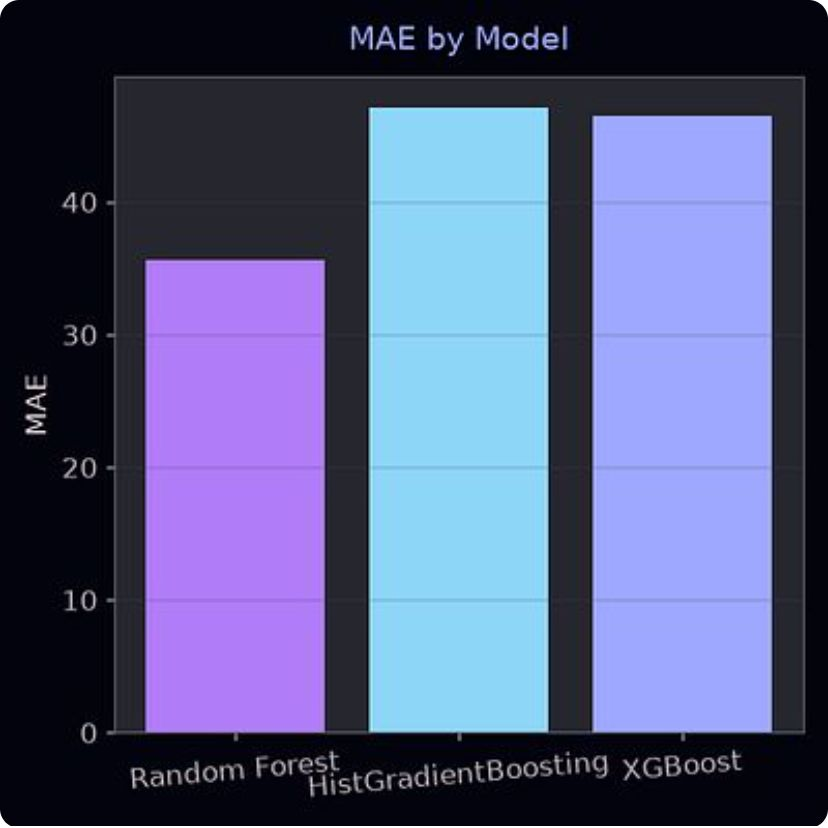 MAE by Model
MAE
40
30
20
10
0
Random Forest
HistGradientBoosting
XGBoost